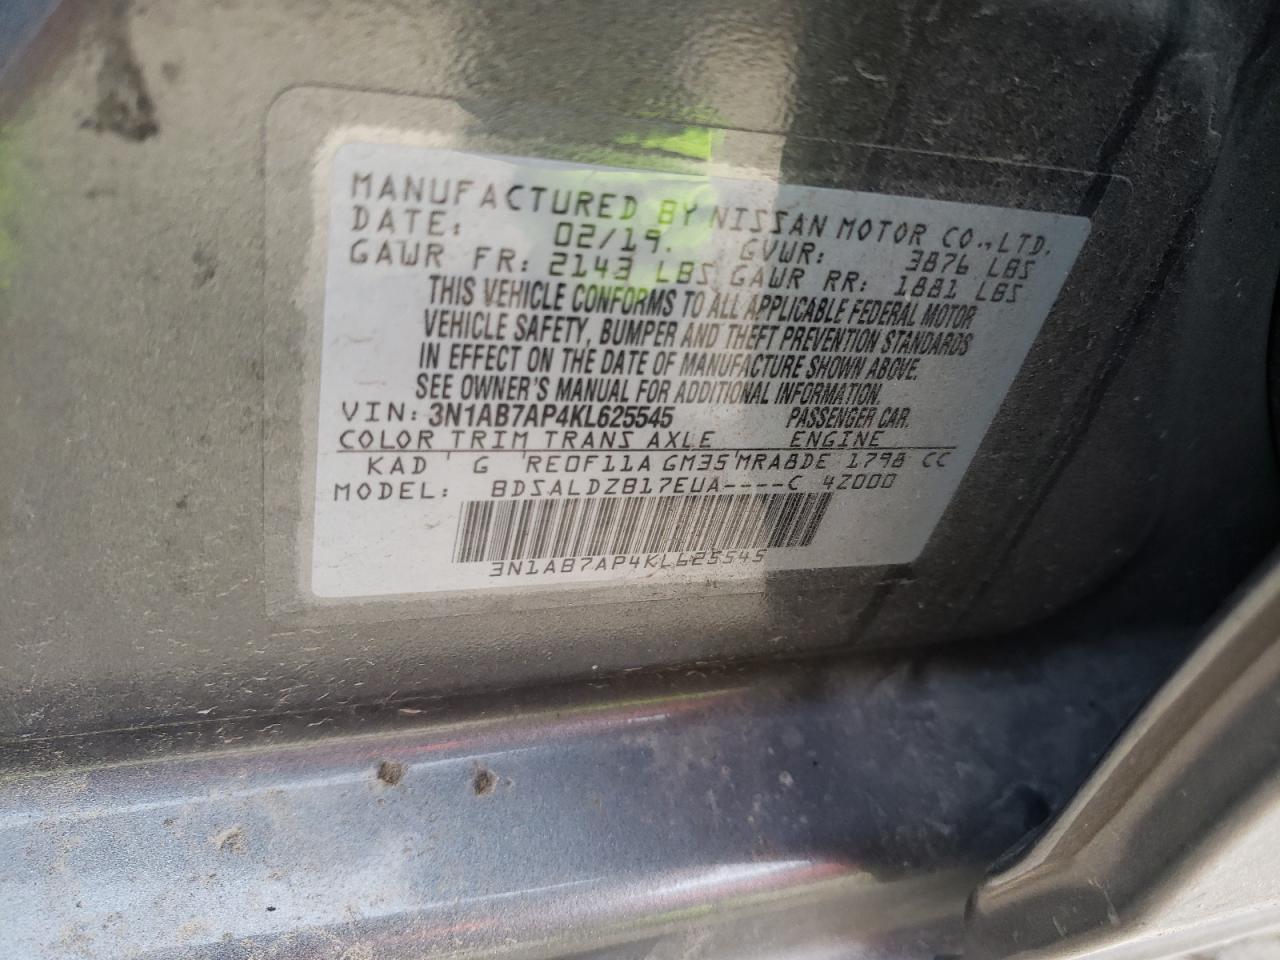 MANUFACTURED BY NISSAN MOTOR CO.,LTD.
DATE: 02/19. GVWR: 3876 LBS
GAWR FR: 2143 LBS GAWR RR: 1881 LBS
THIS VEHICLE CONFORMS TO ALL APPLICABLE FEDERAL MOTOR
VEHICLE SAFETY, BUMPER AND THEFT PREVENTION STANDARDS
IN EFFECT ON THE DATE OF MANUFACTURE SHOWN ABOVE.
SEE OWNER'S MANUAL FOR ADDITIONAL INFORMATION.
VIN: 3N1AB7AP4KL625545 PASSENGER CAR.
COLOR TRIM TRANS AXLE ENGINE
KAD G RE0F11A GM35 MRA8DE 1798 CC
MODEL: BDSALDZB17EUA----C 4Z000
3N1AB7AP4KL625545